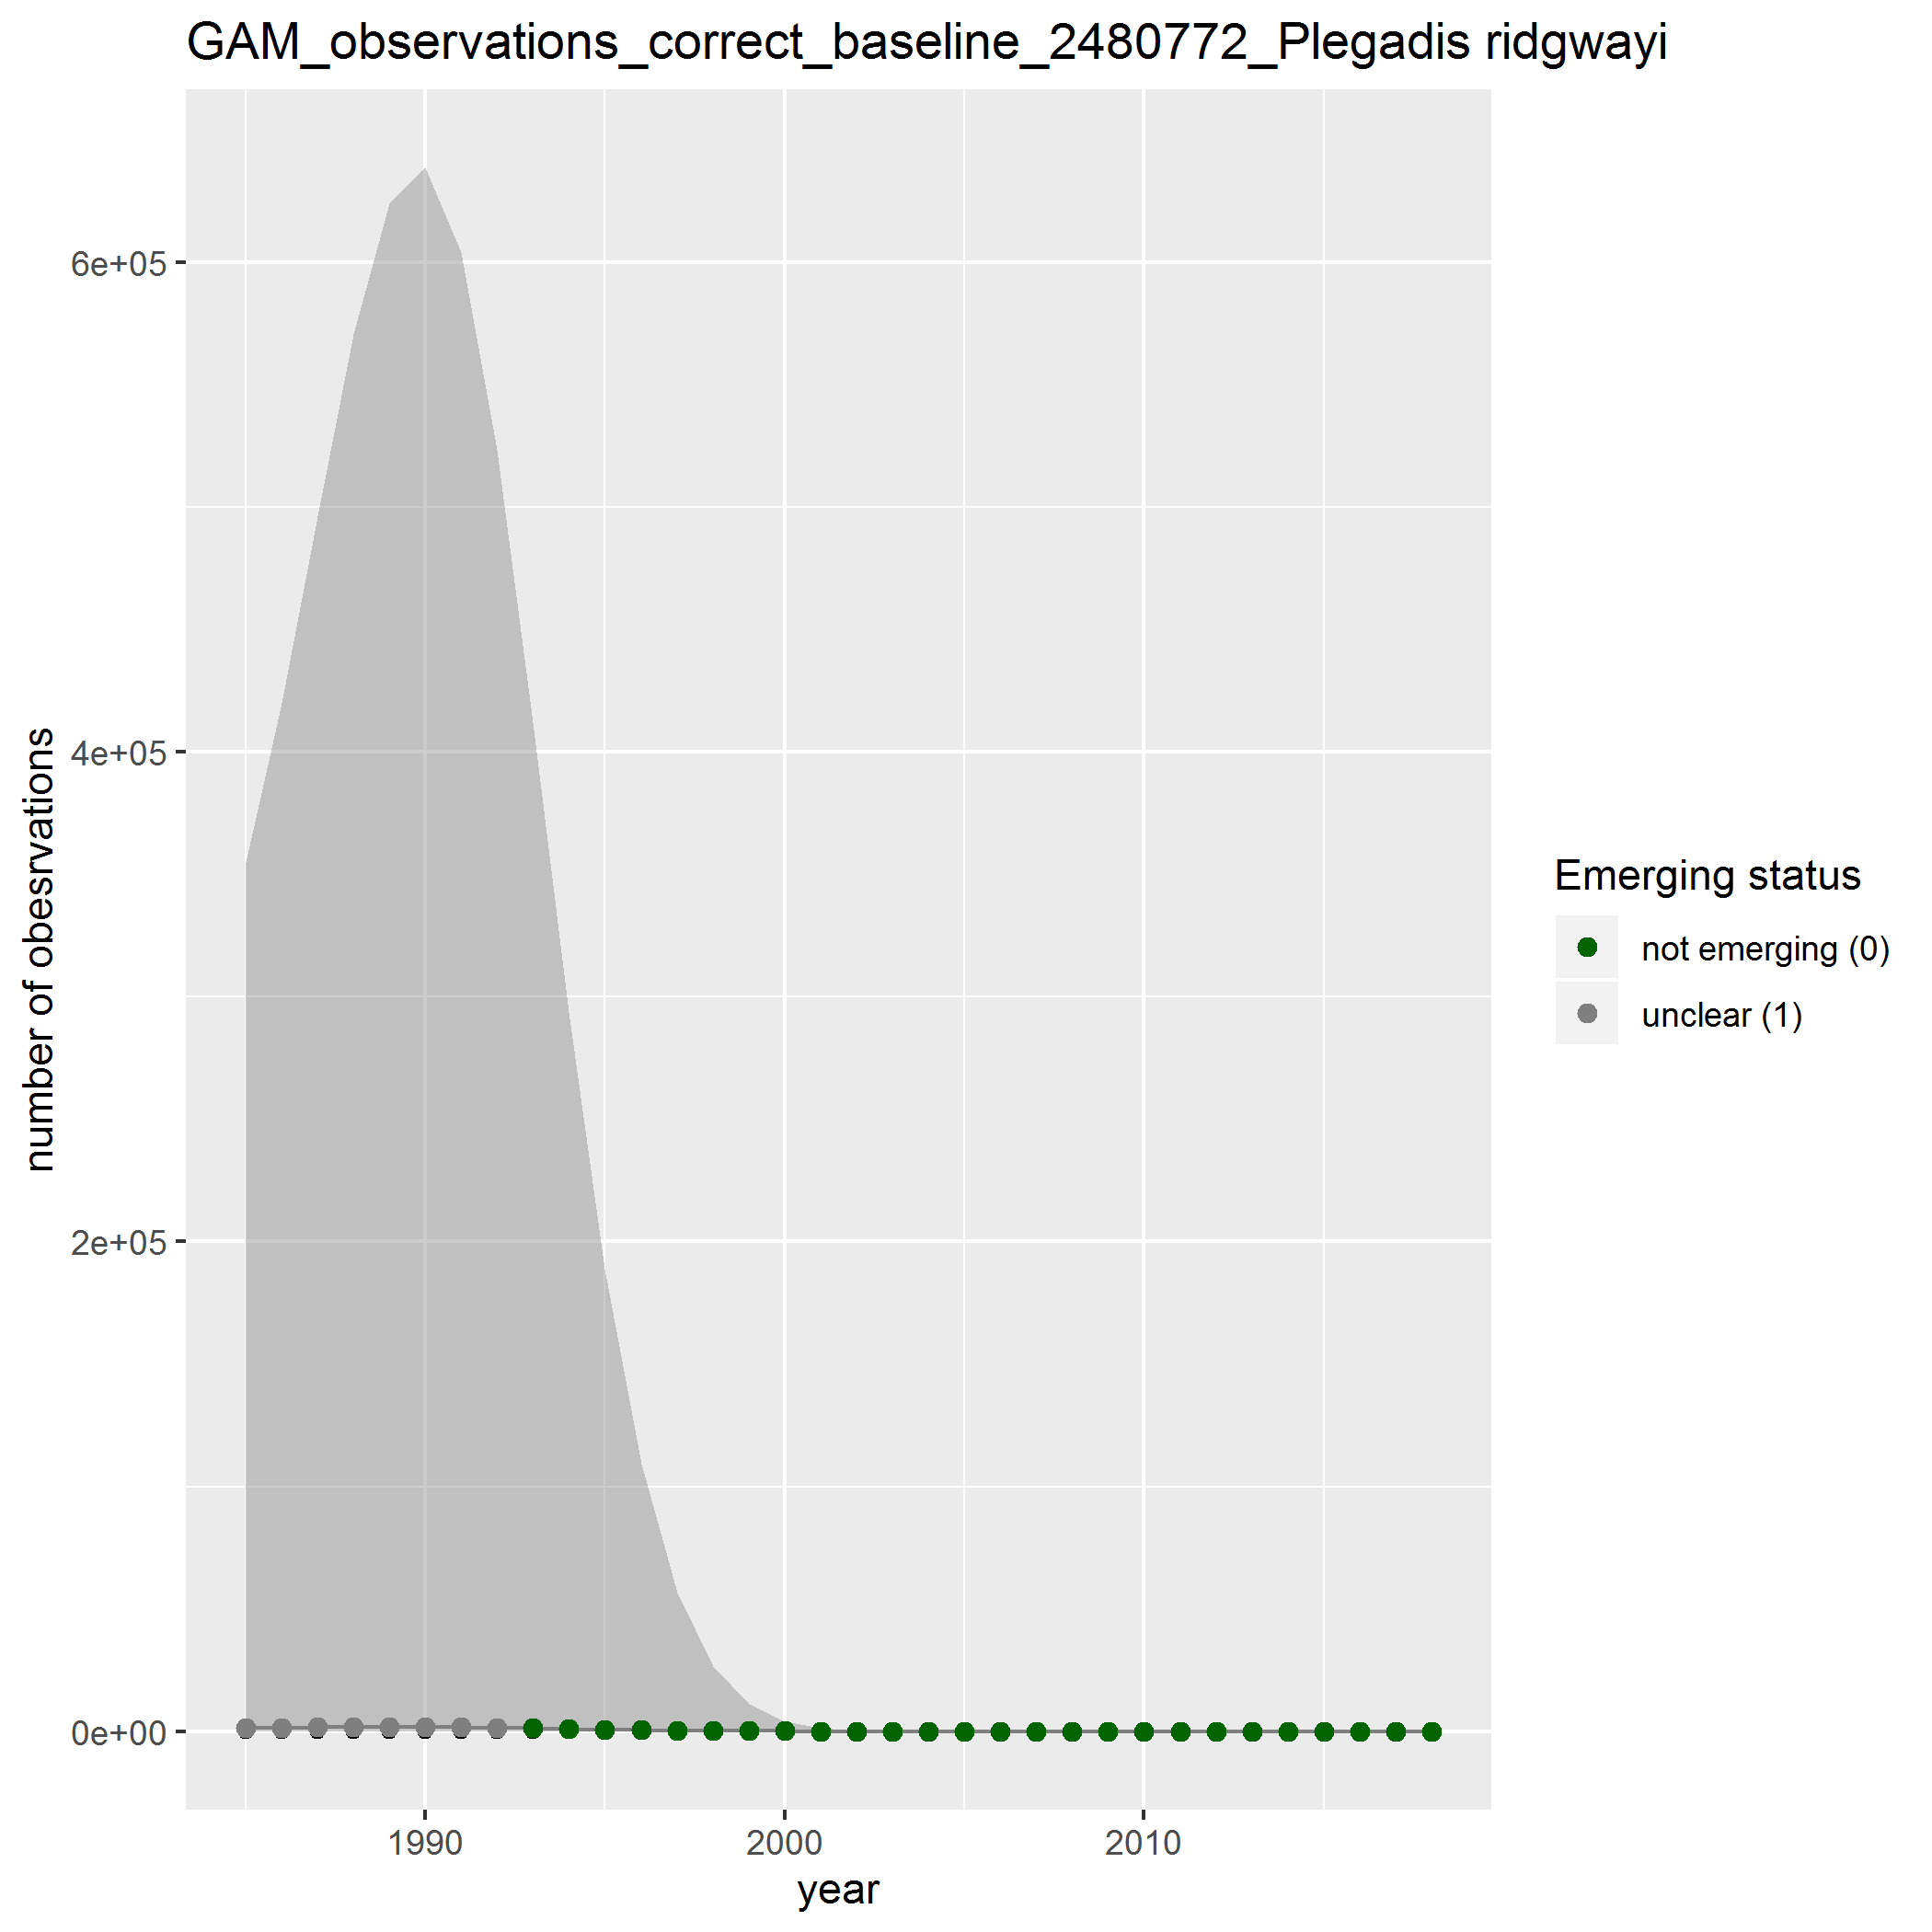 GAM_observations_correct_baseline_2480772_Plegadis ridgwayi
number of obesrvations
6e+05
4e+05
2e+05
0e+00
1990
2000
2010
year
Emerging status
not emerging (0)
unclear (1)